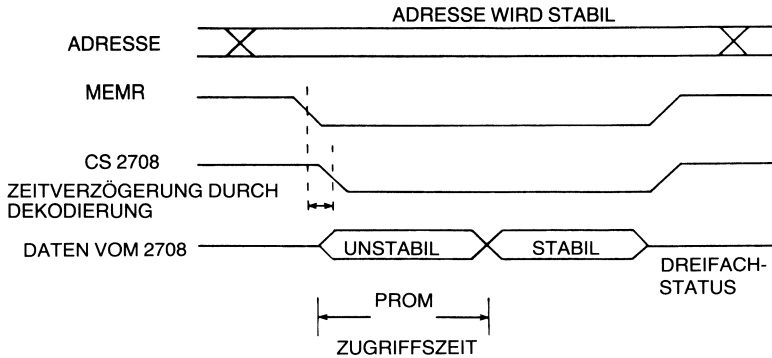 ADRESSE WIRD STABIL
ADRESSE
MEMR
CS 2708
ZEITVERZÖGERUNG DURCH
DEKODIERUNG
DATEN VOM 2708
UNSTABIL
STABIL
DREIFACH-
STATUS
PROM
ZUGRIFFSZEIT